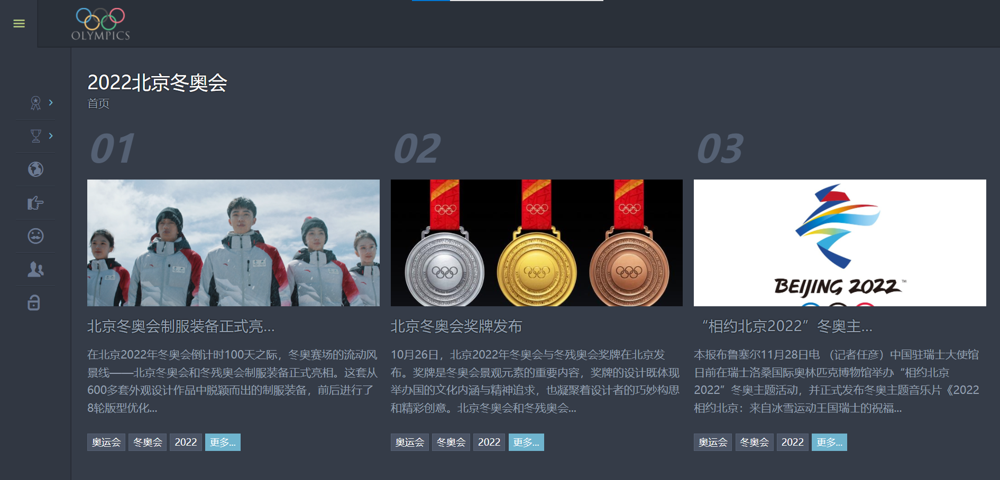 OLYMPICS
2022北京冬奥会
首页
01
02
03
BEIJING 2022™
北京冬奥会制服装备正式亮...
北京冬奥会奖牌发布
“相约北京2022”冬奥主...
在北京2022年冬奥会倒计时100天之际，冬奥赛场的流动风
景线——北京冬奥会和冬残奥会制服装备正式亮相。这套从
600多套外观设计作品中脱颖而出的制服装备，前后进行了
8轮版型优化...
10月26日，北京2022年冬奥会与冬残奥会奖牌在北京发
布。奖牌是冬奥会景观元素的重要内容，奖牌的设计既体现
举办国的文化内涵与精神追求，也凝聚着设计者的巧妙构思
和精彩创意。北京冬奥会和冬残奥会...
本报布鲁塞尔11月28日电 （记者任彦）中国驻瑞士大使馆
日前在瑞士洛桑国际奥林匹克博物馆举办“相约北京
2022”冬奥主题活动，并正式发布冬奥主题音乐片《2022
相约北京：来自冰雪运动王国瑞士的祝福...
奥运会 冬奥会 2022 更多...
奥运会 冬奥会 2022 更多...
奥运会 冬奥会 2022 更多...